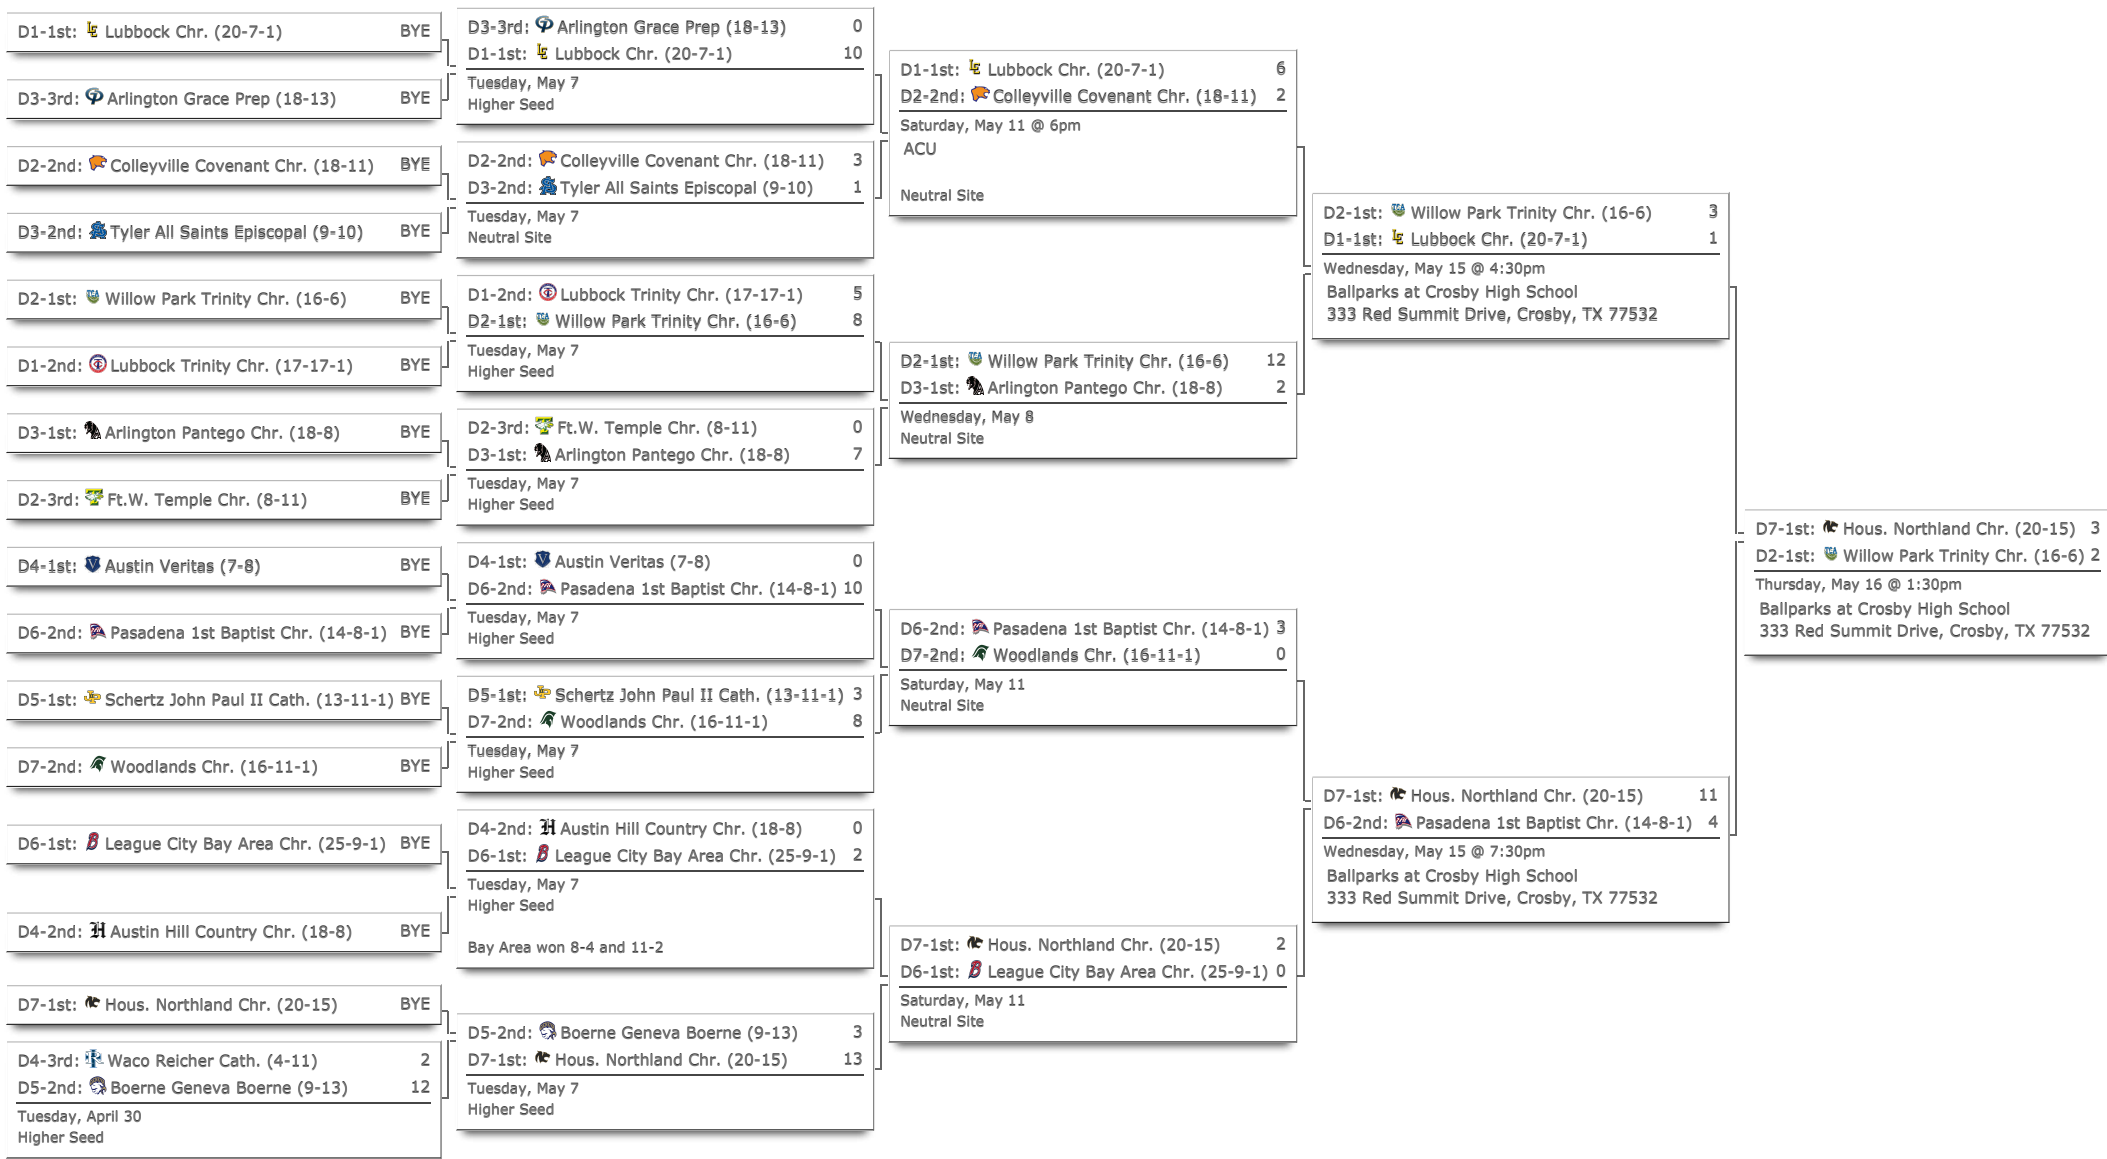 D1-1st: Lubbock Chr. (20-7-1) BYE
D3-3rd: Arlington Grace Prep (18-13) BYE
D2-2nd: Colleyville Covenant Chr. (18-11) BYE
D3-2nd: Tyler All Saints Episcopal (9-10) BYE
D2-1st: Willow Park Trinity Chr. (16-6) BYE
D1-2nd: Lubbock Trinity Chr. (17-17-1) BYE
D3-1st: Arlington Pantego Chr. (18-8) BYE
D2-3rd: Ft.W. Temple Chr. (8-11) BYE
D4-1st: Austin Veritas (7-8) BYE
D6-2nd: Pasadena 1st Baptist Chr. (14-8-1) BYE
D5-1st: Schertz John Paul II Cath. (13-11-1) BYE
D7-2nd: Woodlands Chr. (16-11-1) BYE
D6-1st: League City Bay Area Chr. (25-9-1) BYE
D4-2nd: Austin Hill Country Chr. (18-8) BYE
D7-1st: Hous. Northland Chr. (20-15) BYE
D4-3rd: Waco Reicher Cath. (4-11) 2
D5-2nd: Boerne Geneva Boerne (9-13) 12
Tuesday, April 30
Higher Seed
D3-3rd: Arlington Grace Prep (18-13) 0
D1-1st: Lubbock Chr. (20-7-1) 10
Tuesday, May 7
Higher Seed
D2-2nd: Colleyville Covenant Chr. (18-11) 3
D3-2nd: Tyler All Saints Episcopal (9-10) 1
Tuesday, May 7
Neutral Site
D1-2nd: Lubbock Trinity Chr. (17-17-1) 5
D2-1st: Willow Park Trinity Chr. (16-6) 8
Tuesday, May 7
Higher Seed
D2-3rd: Ft.W. Temple Chr. (8-11) 0
D3-1st: Arlington Pantego Chr. (18-8) 7
Tuesday, May 7
Higher Seed
D4-1st: Austin Veritas (7-8) 0
D6-2nd: Pasadena 1st Baptist Chr. (14-8-1) 10
Tuesday, May 7
Higher Seed
D5-1st: Schertz John Paul II Cath. (13-11-1) 3
D7-2nd: Woodlands Chr. (16-11-1) 8
Tuesday, May 7
Higher Seed
D4-2nd: Austin Hill Country Chr. (18-8) 0
D6-1st: League City Bay Area Chr. (25-9-1) 2
Tuesday, May 7
Higher Seed
Bay Area won 8-4 and 11-2
D5-2nd: Boerne Geneva Boerne (9-13) 3
D7-1st: Hous. Northland Chr. (20-15) 13
Tuesday, May 7
Higher Seed
D1-1st: Lubbock Chr. (20-7-1) 6
D2-2nd: Colleyville Covenant Chr. (18-11) 2
Saturday, May 11 @ 6pm
ACU
Neutral Site
D2-1st: Willow Park Trinity Chr. (16-6) 12
D3-1st: Arlington Pantego Chr. (18-8) 2
Wednesday, May 8
Neutral Site
D6-2nd: Pasadena 1st Baptist Chr. (14-8-1) 3
D7-2nd: Woodlands Chr. (16-11-1) 0
Saturday, May 11
Neutral Site
D7-1st: Hous. Northland Chr. (20-15) 2
D6-1st: League City Bay Area Chr. (25-9-1) 0
Saturday, May 11
Neutral Site
D2-1st: Willow Park Trinity Chr. (16-6) 3
D1-1st: Lubbock Chr. (20-7-1) 1
Wednesday, May 15 @ 4:30pm
Ballparks at Crosby High School
333 Red Summit Drive, Crosby, TX 77532
D7-1st: Hous. Northland Chr. (20-15) 11
D6-2nd: Pasadena 1st Baptist Chr. (14-8-1) 4
Wednesday, May 15 @ 7:30pm
Ballparks at Crosby High School
333 Red Summit Drive, Crosby, TX 77532
D7-1st: Hous. Northland Chr. (20-15) 3
D2-1st: Willow Park Trinity Chr. (16-6) 2
Thursday, May 16 @ 1:30pm
Ballparks at Crosby High School
333 Red Summit Drive, Crosby, TX 77532